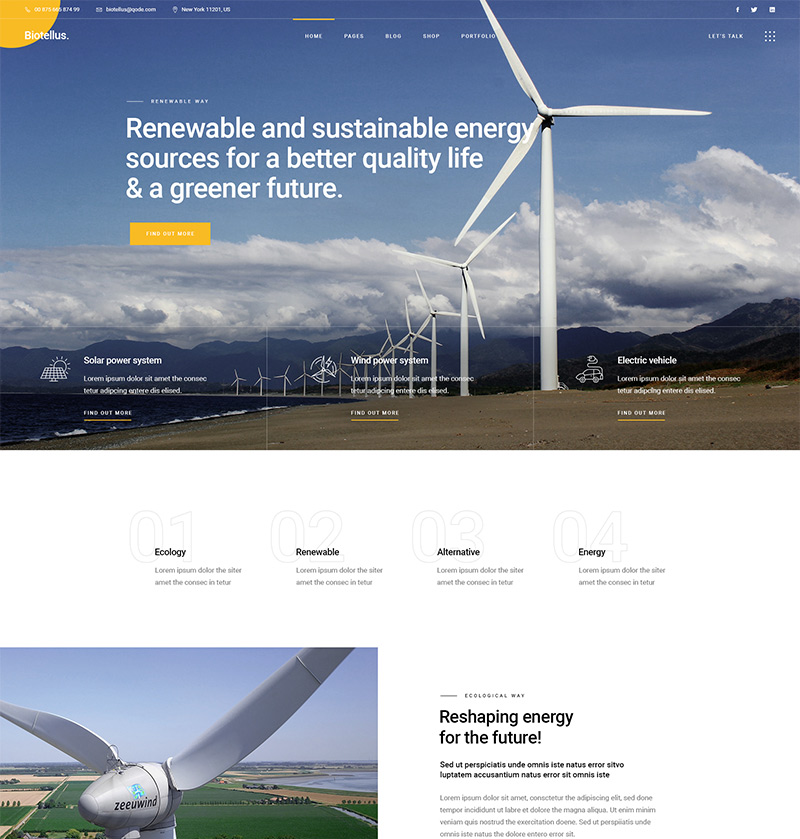 00 875 665 874 99 biotellus@qode.com New York 11201, US
Biotellus.
HOME PAGES BLOG SHOP PORTFOLIO LET'S TALK
RENEWABLE WAY
Renewable and sustainable energy
sources for a better quality life
& a greener future.
FIND OUT MORE
Solar power system
Lorem ipsum dolor sit amet the consec
tetur adipcing ertetur dis elised.
FIND OUT MORE
Wind power system
Lorem ipsum dolor sit amet the consec
tetur adipcing ertetur dis elised.
FIND OUT MORE
Electric vehicle
Lorem ipsum dolor sit amet the consec
tetur adipcing ertetur dis elised.
FIND OUT MORE
01
Ecology
Lorem ipsum dolor the siter
amet the consec in tetur
02
Renewable
Lorem ipsum dolor the siter
amet the consec in tetur
03
Alternative
Lorem ipsum dolor the siter
amet the consec in tetur
04
Energy
Lorem ipsum dolor the siter
amet the consec in tetur
zeeuwind
ECOLOGICAL WAY
Reshaping energy
for the future!
Sed ut perspiciatis unde omnis iste natus error sitvo
luptatem accusantium natus error sit omnis iste
Lorem ipsum dolor sit amet, consectetur the adipiscing elit, sed done
tempor incididunt ut labore et dolore the magna aliqus. Ut enim minim
veniam quis nostrud the exercitation doene. Sed ut perspiiatis unde
omnis iste natus error sit.